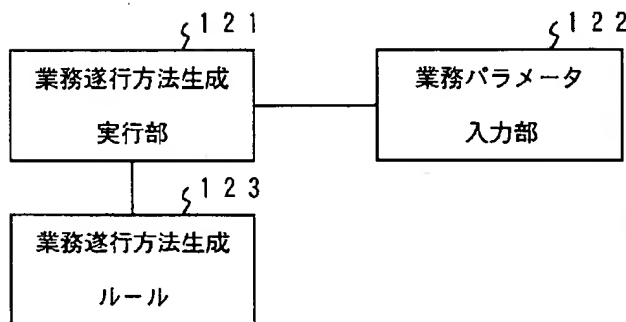 121
業務遂行方法生成
実行部
122
業務パラメータ
入力部
123
業務遂行方法生成
ルール